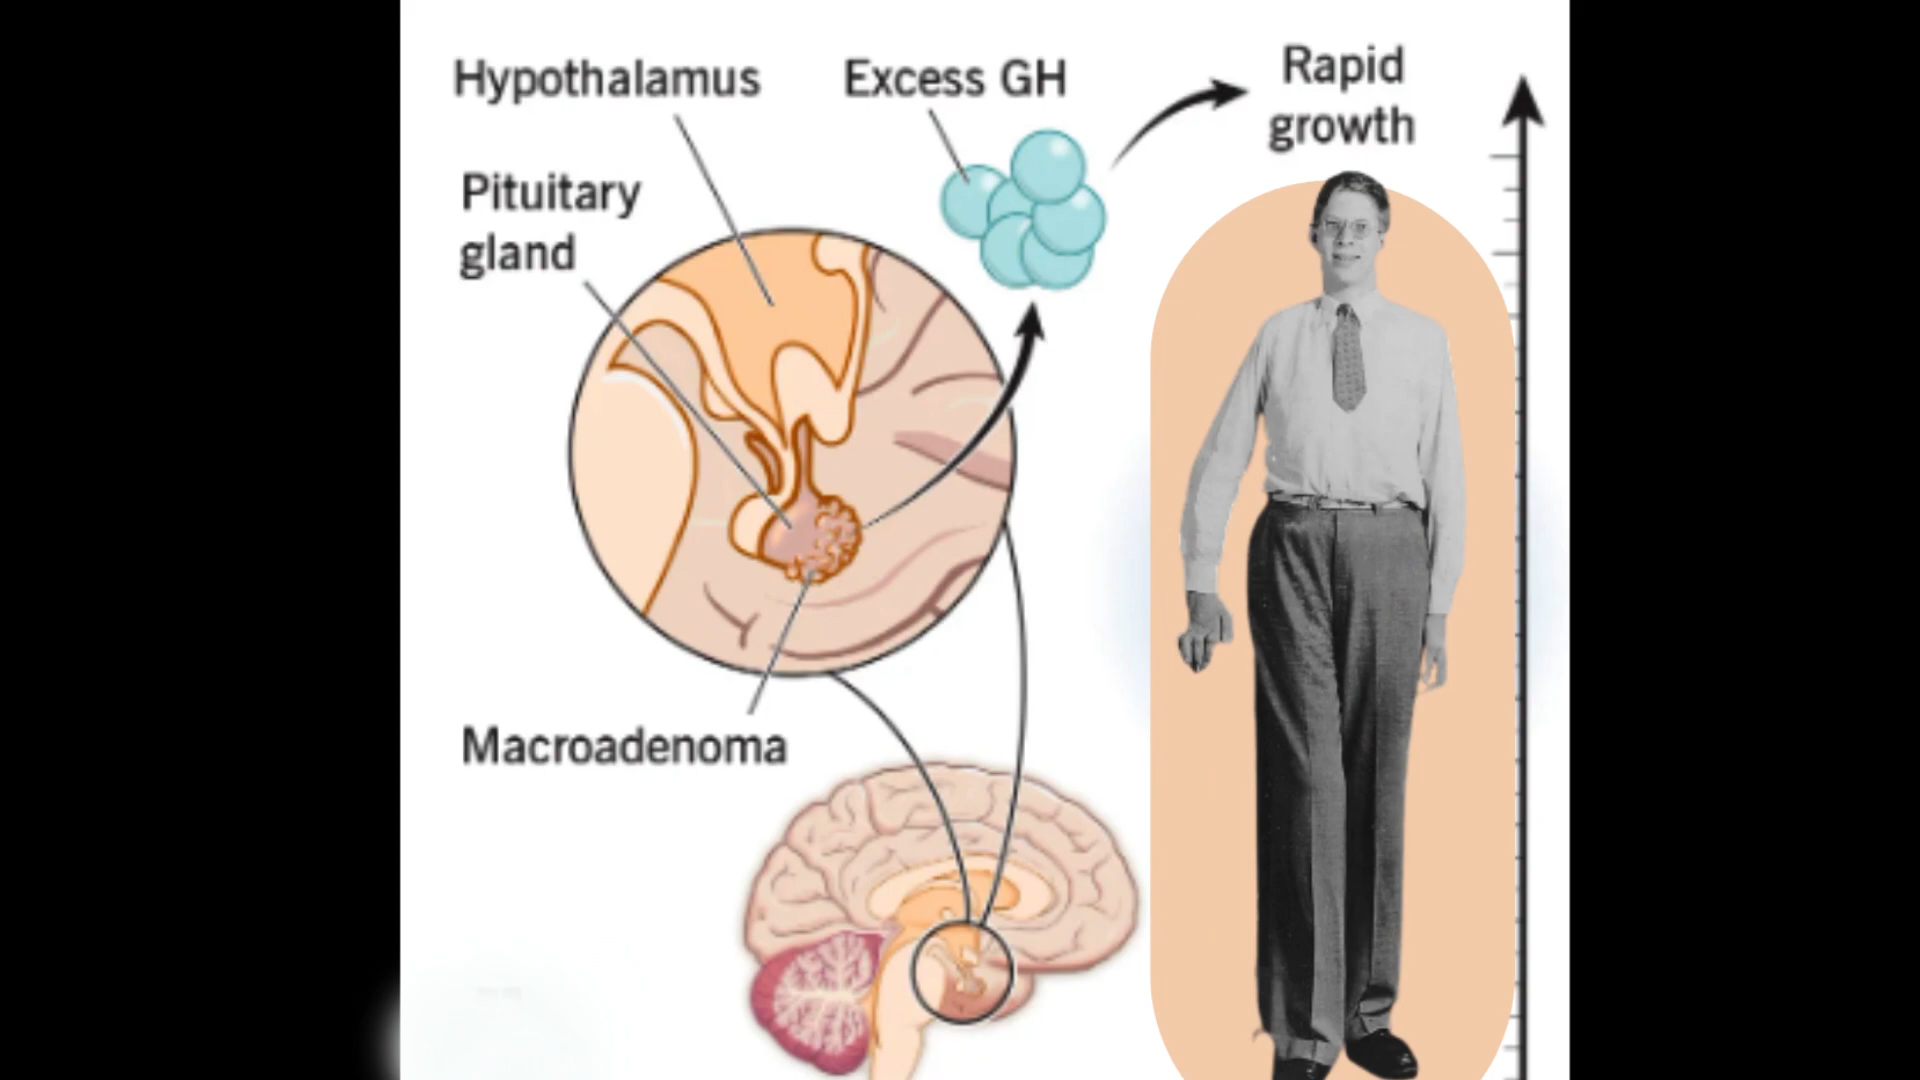 Hypothalamus
Excess GH
Rapid
growth
Pituitary
gland
Macroadenoma